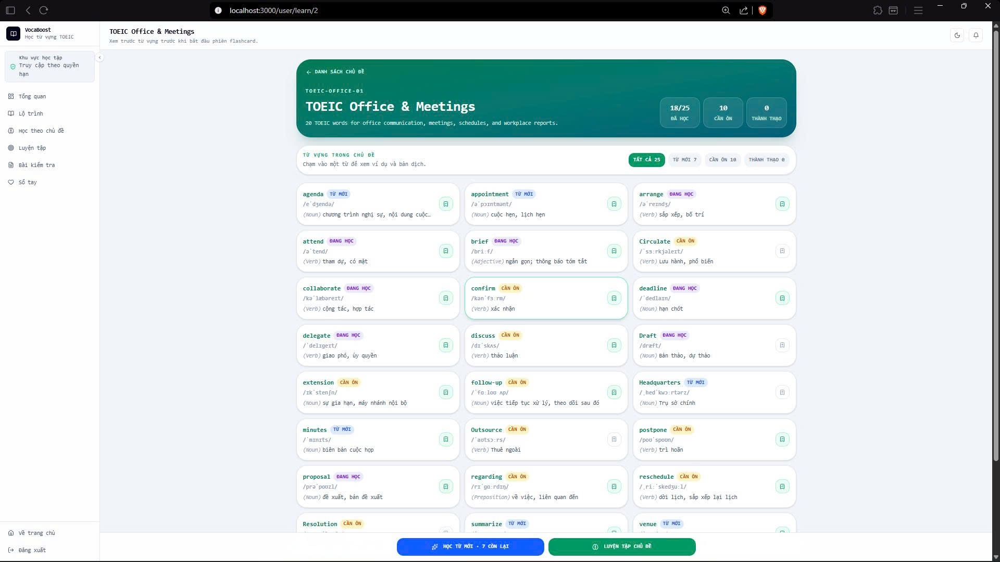 localhost:3000/user/learn/2
VocaBoost
Học từ vựng TOEIC
Khu vực học tập
Truy cập theo quyền
hạn
Tổng quan
Lộ trình
Học theo chủ đề
Luyện tập
Bài kiểm tra
Sổ tay
Về trang chủ
Đăng xuất
TOEIC Office & Meetings
Xem trước từ vựng trước khi bắt đầu phiên flashcard.
← DANH SÁCH CHỦ ĐỀ
TOEIC-OFFICE-01
TOEIC Office & Meetings
20 TOEIC words for office communication, meetings, schedules, and workplace reports.
18/25
ĐÃ HỌC
10
CẦN ÔN
0
THÀNH THẠO
TỪ VỰNG TRONG CHỦ ĐỀ
Chạm vào một từ để xem ví dụ và bản dịch.
TẤT CẢ 25
TỪ MỚI 7
CẦN ÔN 10
THÀNH THẠO 0
agenda TỪ MỚI
/əˈdʒendə/
(Noun) chương trình nghị sự, nội dung cuộc…
appointment TỪ MỚI
/əˈpɔɪntmənt/
(Noun) cuộc hẹn, lịch hẹn
arrange ĐANG HỌC
/əˈreɪndʒ/
(Verb) sắp xếp, bố trí
attend ĐANG HỌC
/əˈtend/
(Verb) tham dự, có mặt
brief ĐANG HỌC
/briːf/
(Adjective) ngắn gọn; thông báo tóm tắt
Circulate CẦN ÔN
/ˈsɜːrkjəleɪt/
(Verb) Lưu hành, phổ biến
collaborate ĐANG HỌC
/kəˈlæbəreɪt/
(Verb) cộng tác, hợp tác
confirm CẦN ÔN
/kənˈfɜːrm/
(Verb) xác nhận
deadline ĐANG HỌC
/ˈdedlaɪn/
(Noun) hạn chót
delegate ĐANG HỌC
/ˈdelɪɡeɪt/
(Verb) giao phó, ủy quyền
discuss CẦN ÔN
/dɪˈskʌs/
(Verb) thảo luận
Draft ĐANG HỌC
/dræft/
(Noun) Bản thảo, dự thảo
extension CẦN ÔN
/ɪkˈstenʃn/
(Noun) sự gia hạn, máy nhánh nội bộ
follow-up CẦN ÔN
/ˈfɑːloʊ ʌp/
(Noun) việc tiếp tục xử lý, theo dõi sau đó
Headquarters TỪ MỚI
/ˌhedˈkwɔːrtərz/
(Noun) Trụ sở chính
minutes TỪ MỚI
/ˈmɪnɪts/
(Noun) biên bản cuộc họp
Outsource CẦN ÔN
/ˈaʊtsɔːrs/
(Verb) Thuê ngoài
postpone CẦN ÔN
/poʊˈspoʊn/
(Verb) trì hoãn
proposal ĐANG HỌC
/prəˈpoʊzl/
(Noun) đề xuất, bản đề xuất
regarding CẦN ÔN
/rɪˈɡɑːrdɪŋ/
(Preposition) về việc, liên quan đến
reschedule CẦN ÔN
/ˌriːˈskedʒuːl/
(Verb) dời lịch, sắp xếp lại lịch
Resolution CẦN ÔN
summarize TỪ MỚI
venue TỪ MỚI
HỌC TỪ MỚI · 7 CÒN LẠI
LUYỆN TẬP CHỦ ĐỀ